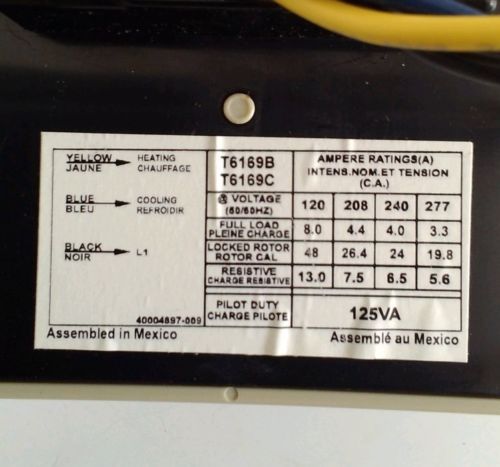 YELLOW HEATING
JAUNE CHAUFFAGE
BLUE COOLING
BLEU REFROIDIR
BLACK L1
NOIR
40004897-009
T6169B
T6169C
AMPERE RATINGS(A)
INTENS.NOM.ET TENSION
(C.A.)
@ VOLTAGE 120 208 240 277
(50/60HZ)
FULL LOAD 8.0 4.4 4.0 3.3
PLEINE CHARGE
LOCKED ROTOR 48 26.4 24 19.8
ROTOR CAL
RESISTIVE 13.0 7.5 6.5 5.6
CHARGE RESISTIVE
PILOT DUTY 125VA
CHARGE PILOTE
Assembled in Mexico Assemblé au Mexico